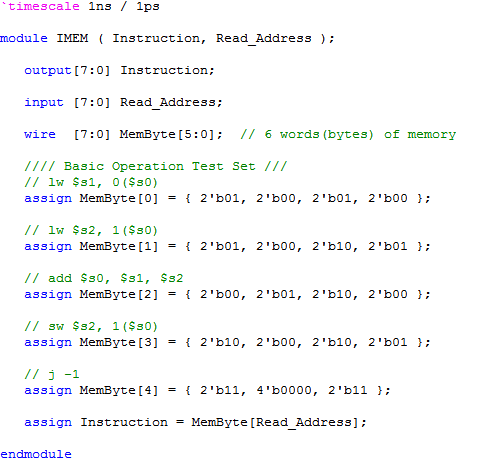 `timescale 1ns / 1ps
module IMEM ( Instruction, Read_Address );
output[7:0] Instruction;
input [7:0] Read_Address;
wire  [7:0] MemByte[5:0];  // 6 words(bytes) of memory
//// Basic Operation Test Set ///
// lw $s1, 0($s0)
assign MemByte[0] = { 2'b01, 2'b00, 2'b01, 2'b00 };
// lw $s2, 1($s0)
assign MemByte[1] = { 2'b01, 2'b00, 2'b10, 2'b01 };
// add $s0, $s1, $s2
assign MemByte[2] = { 2'b00, 2'b01, 2'b10, 2'b00 };
// sw $s2, 1($s0)
assign MemByte[3] = { 2'b10, 2'b00, 2'b10, 2'b01 };
// j -1
assign MemByte[4] = { 2'b11, 4'b0000, 2'b11 };
assign Instruction = MemByte[Read_Address];
endmodule